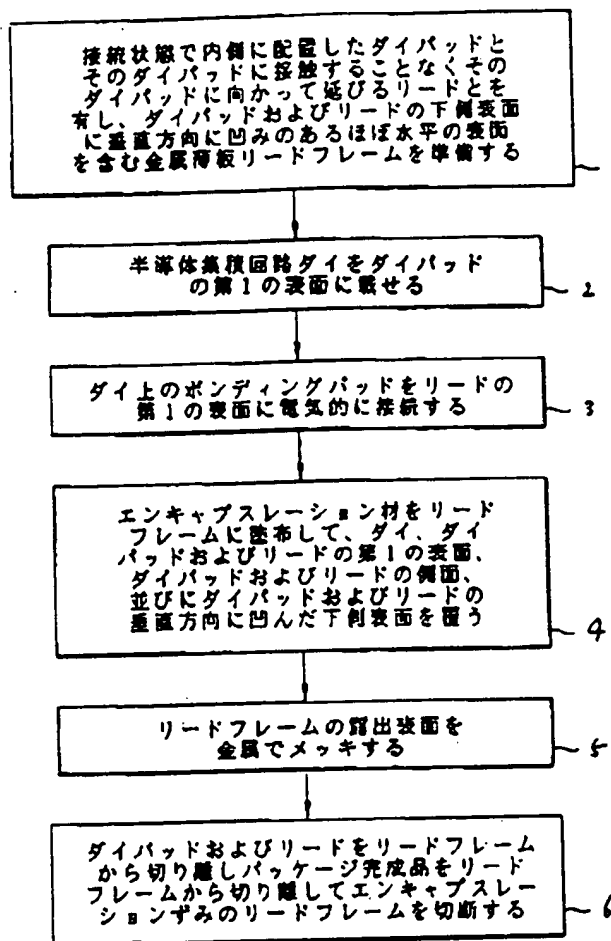 接続状態で内側に配置したダイパッドと
そのダイパッドに接触することなくその
ダイパッドに向かって延びるリードとを
有し、ダイパッドおよびリードの下側表面
に垂直方向に凹みのあるほぼ水平の表面
を含む金属薄板リードフレームを準備する
半導体集積回路ダイをダイパッド
の第1の表面に載せる
2
ダイ上のボンディングパッドをリードの
第1の表面に電気的に接続する
3
エンキャプスレーション材をリード
フレームに塗布して、ダイ、ダイ
パッドおよびリードの第1の表面、
ダイパッドおよびリードの側面、
並びにダイパッドおよびリードの
垂直方向に凹んだ下側表面を覆う
4
リードフレームの露出表面を
金属でメッキする
5
ダイパッドおよびリードをリードフレーム
から切り離しパッケージ完成品をリード
フレームから切り離してエンキャプスレー
ションずみのリードフレームを切断する
6